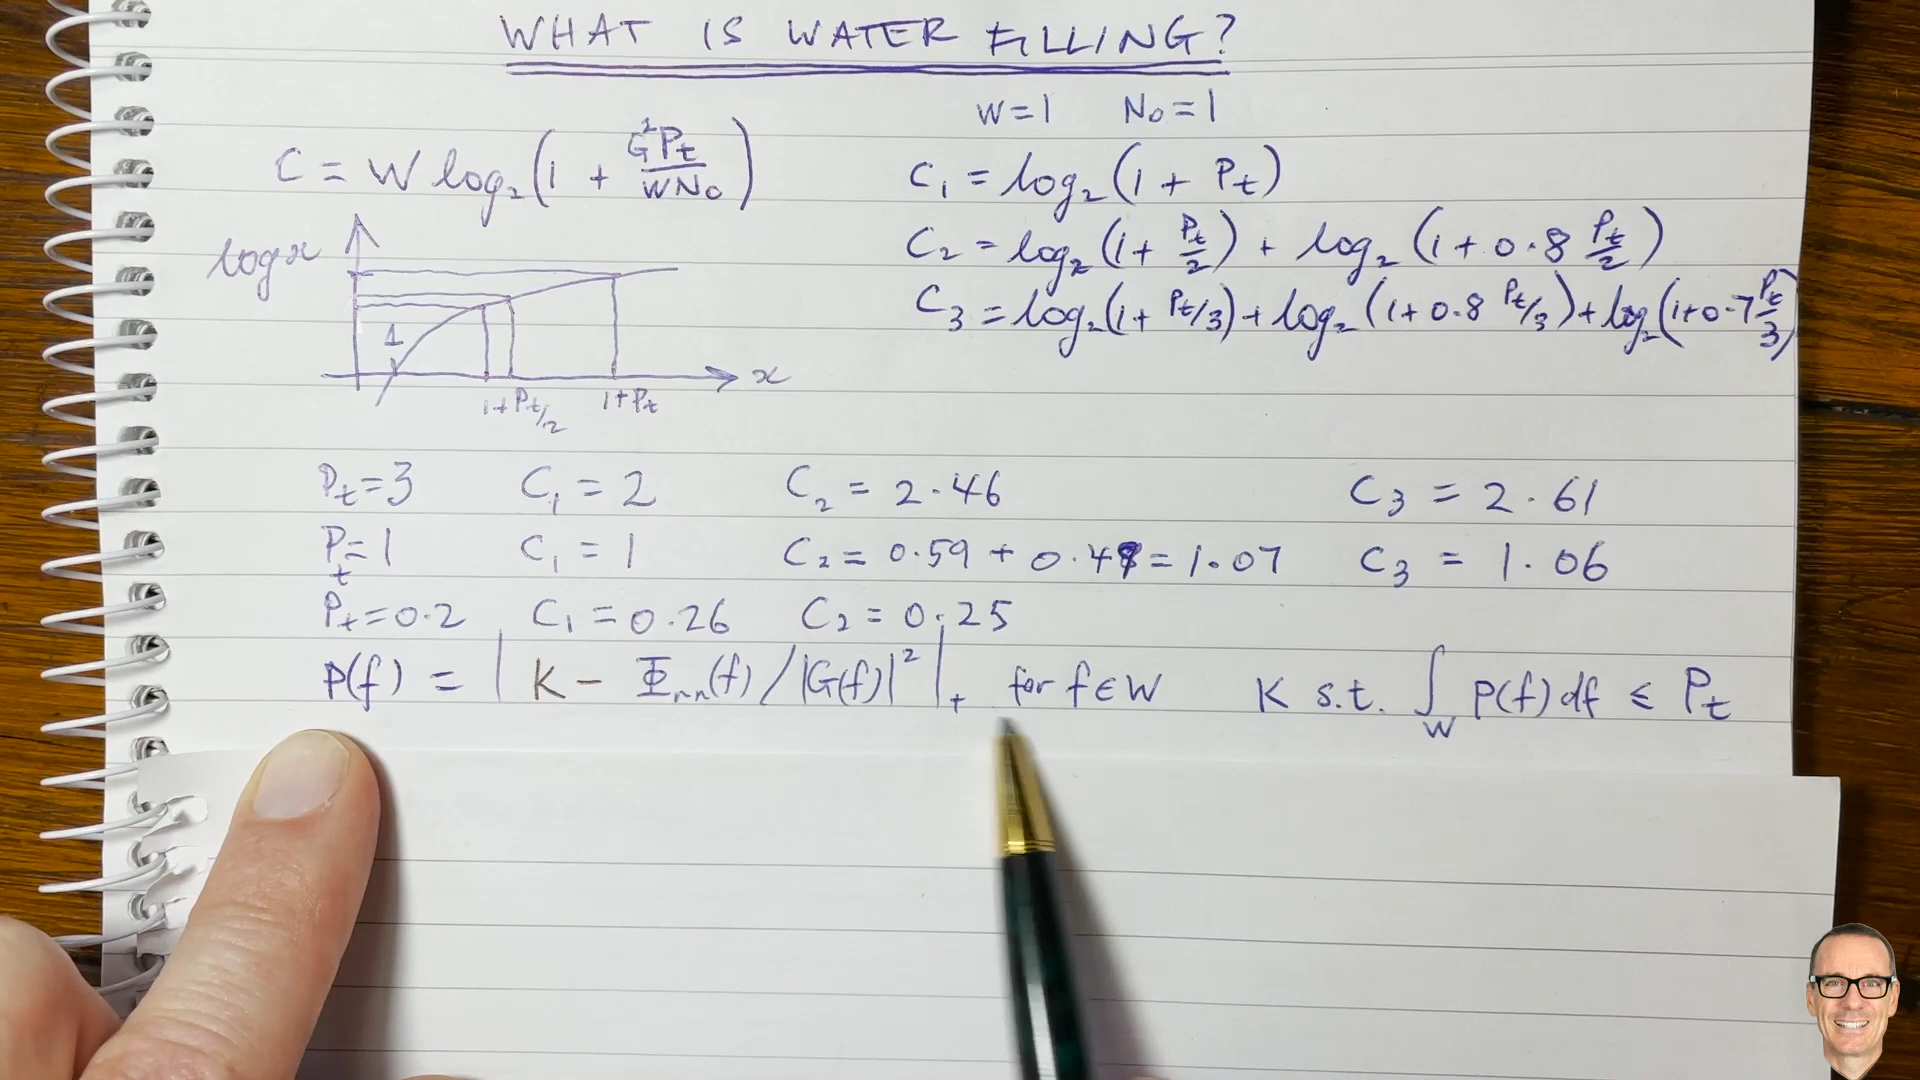 WHAT IS WATER FILLING?
W=1 N₀=1
C = W log₂(1 + G²Pₜ/WN₀)
C₁ = log₂(1 + Pₜ)
C₂ = log₂(1 + Pₜ/2) + log₂(1 + 0.8 Pₜ/2)
C₃ = log₂(1 + Pₜ/3) + log₂(1 + 0.8 Pₜ/3) + log₂(1+0.7 Pₜ/3)
log x
1
x
1+Pₜ/2 1+Pₜ
Pₜ=3 C₁ = 2 C₂ = 2.46 C₃ = 2.61
Pₜ=1 C₁ = 1 C₂ = 0.59 + 0.48 = 1.07 C₃ = 1.06
Pₜ=0.2 C₁ = 0.26 C₂ = 0.25
P(f) = | K − Φₙₙ(f) / |G(f)|² |₊ for f ∈ W K s.t. ∫_W P(f) df ≤ Pₜ